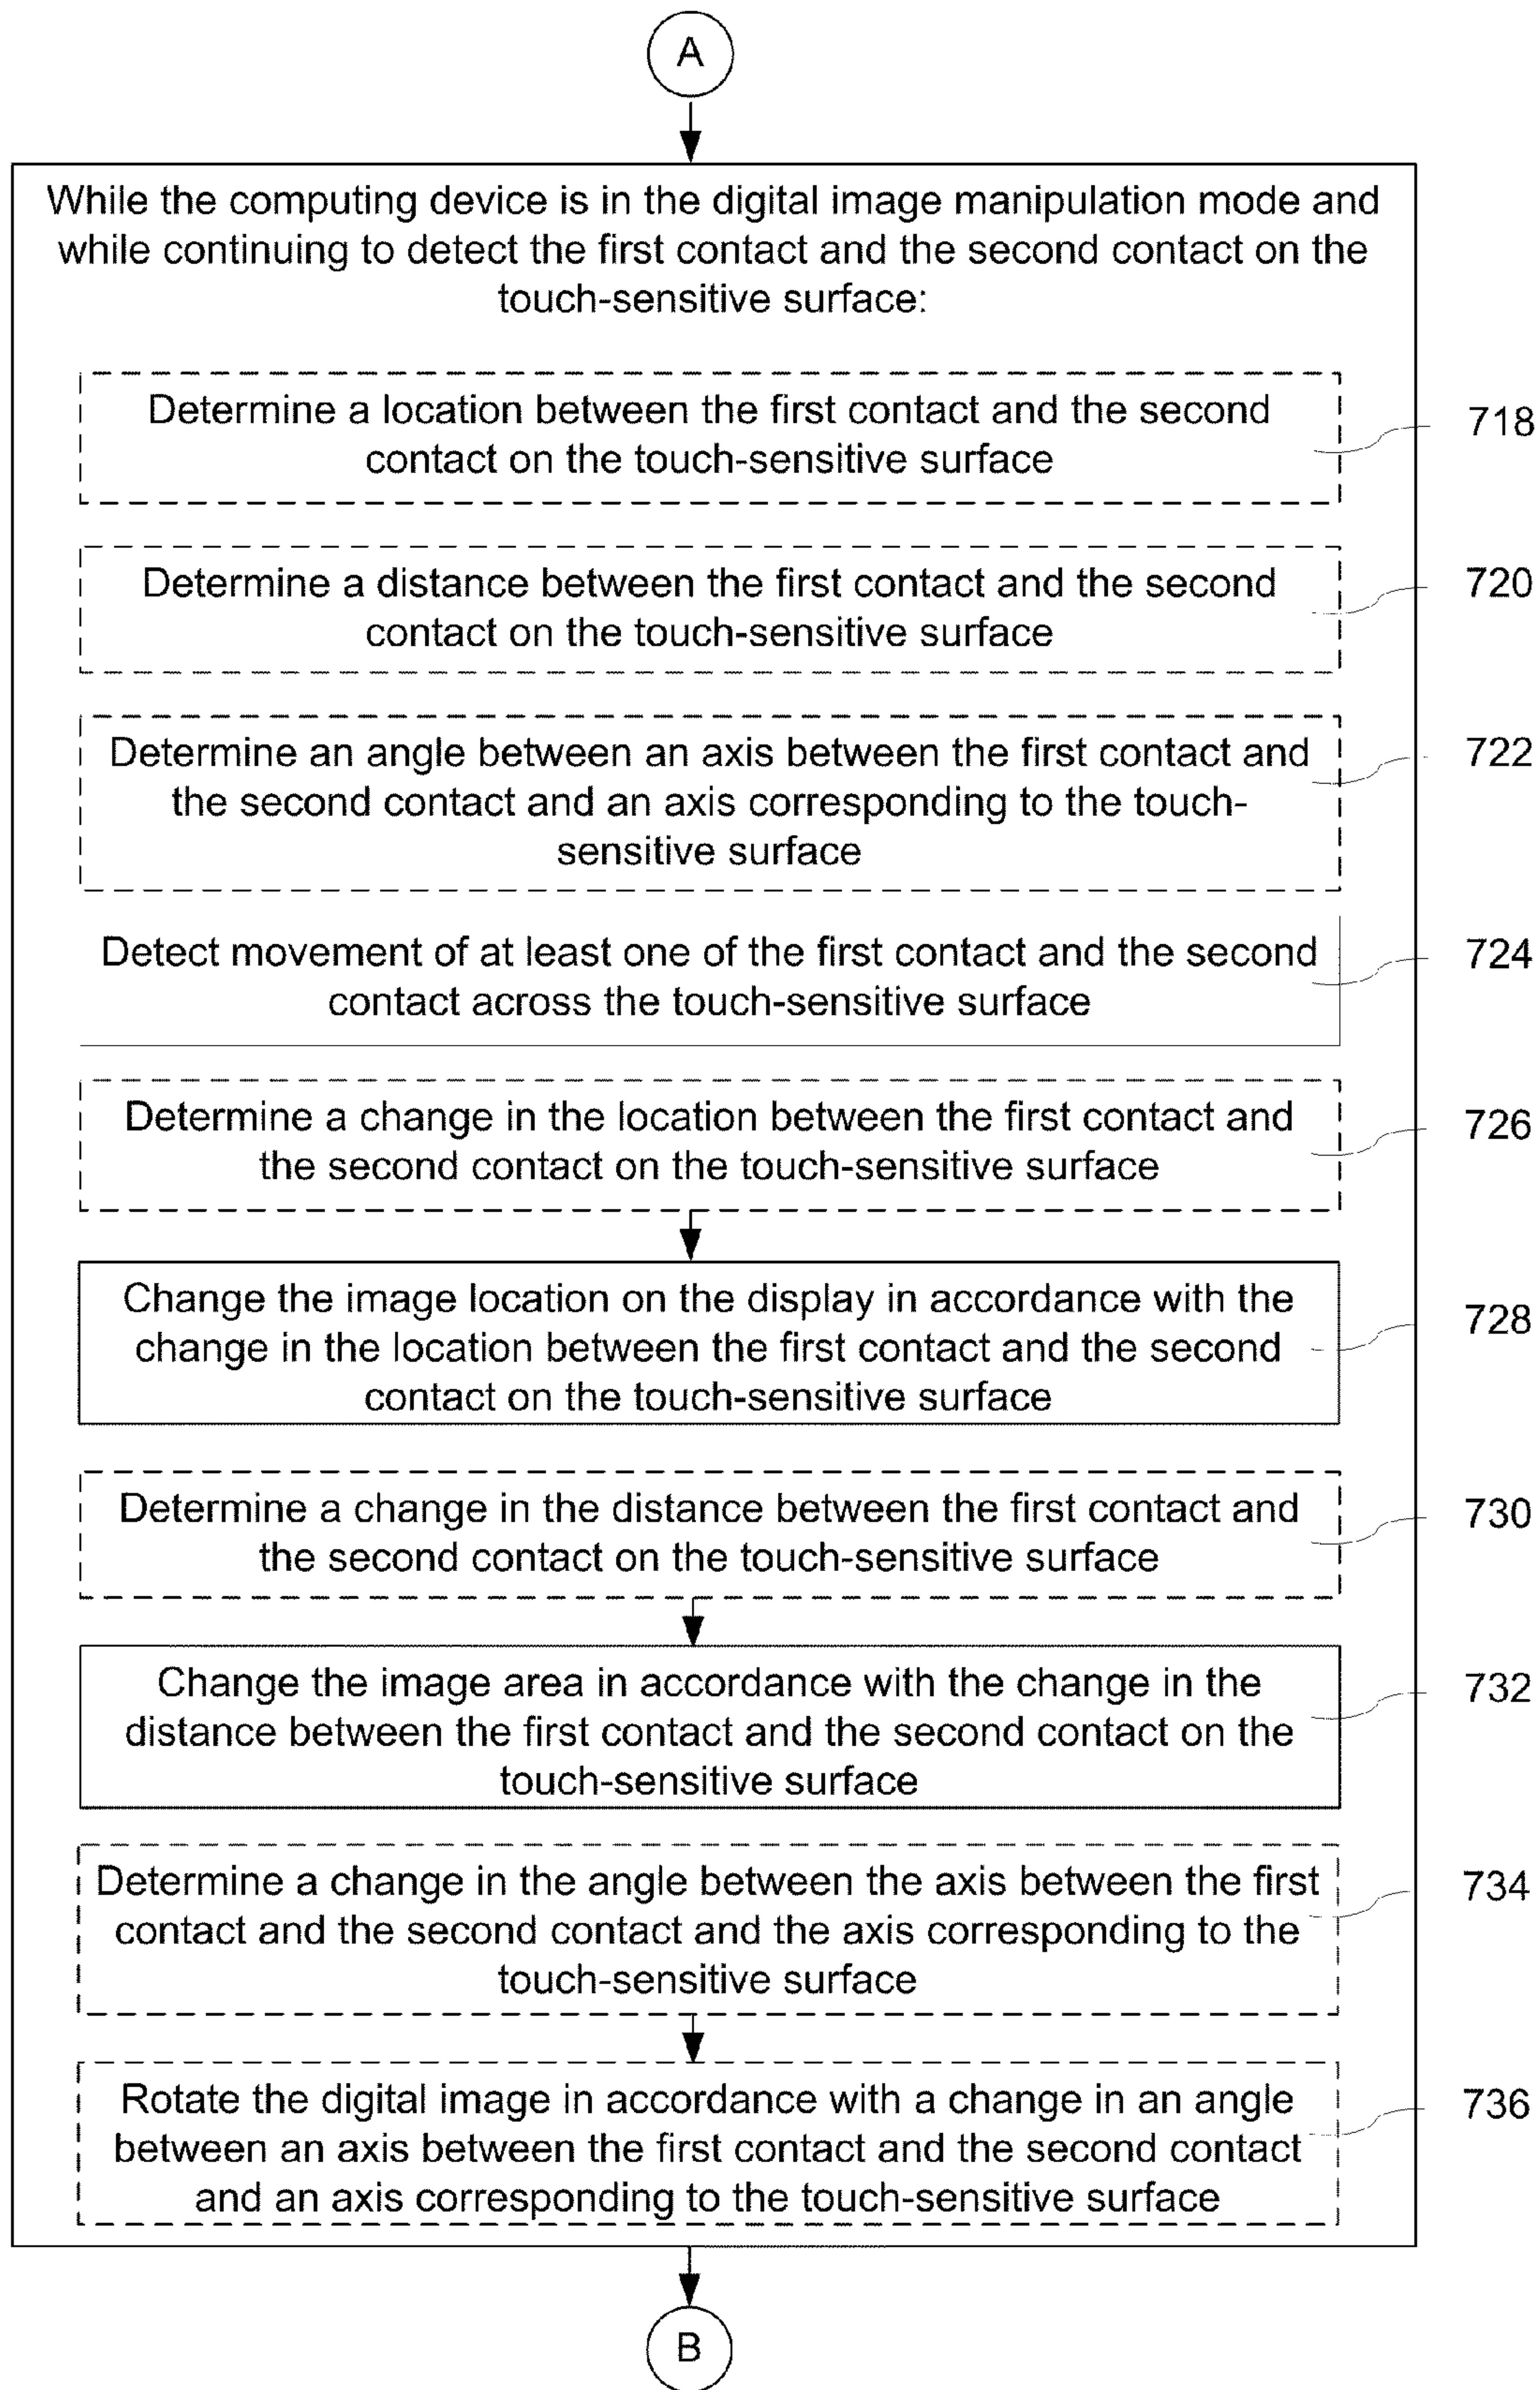 A
While the computing device is in the digital image manipulation mode and
while continuing to detect the first contact and the second contact on the
touch-sensitive surface:
Determine a location between the first contact and the second
contact on the touch-sensitive surface
718
Determine a distance between the first contact and the second
contact on the touch-sensitive surface
720
Determine an angle between an axis between the first contact and
the second contact and an axis corresponding to the touch-
sensitive surface
722
Detect movement of at least one of the first contact and the second
contact across the touch-sensitive surface
724
Determine a change in the location between the first contact and
the second contact on the touch-sensitive surface
726
Change the image location on the display in accordance with the
change in the location between the first contact and the second
contact on the touch-sensitive surface
728
Determine a change in the distance between the first contact and
the second contact on the touch-sensitive surface
730
Change the image area in accordance with the change in the
distance between the first contact and the second contact on the
touch-sensitive surface
732
Determine a change in the angle between the axis between the first
contact and the second contact and the axis corresponding to the
touch-sensitive surface
734
Rotate the digital image in accordance with a change in an angle
between an axis between the first contact and the second contact
and an axis corresponding to the touch-sensitive surface
736
B